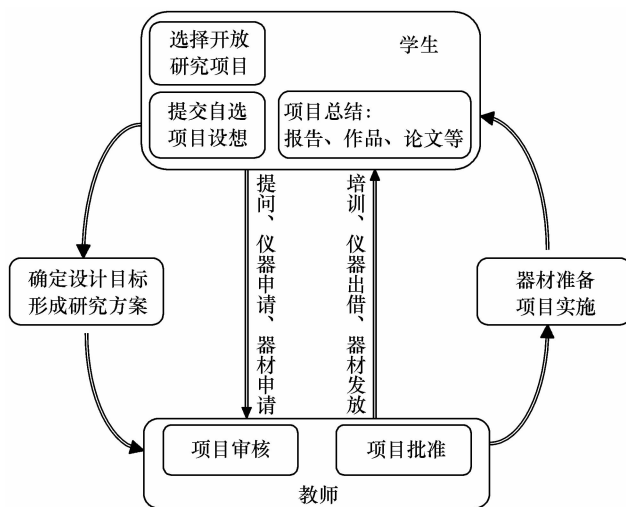 选择开放
研究项目
学生
提交自选
项目设想
项目总结：
报告、作品、论文等
提问、仪器申请、器材申请
培训、仪器出借、器材发放
确定设计目标
形成研究方案
器材准备
项目实施
项目审核
项目批准
教师